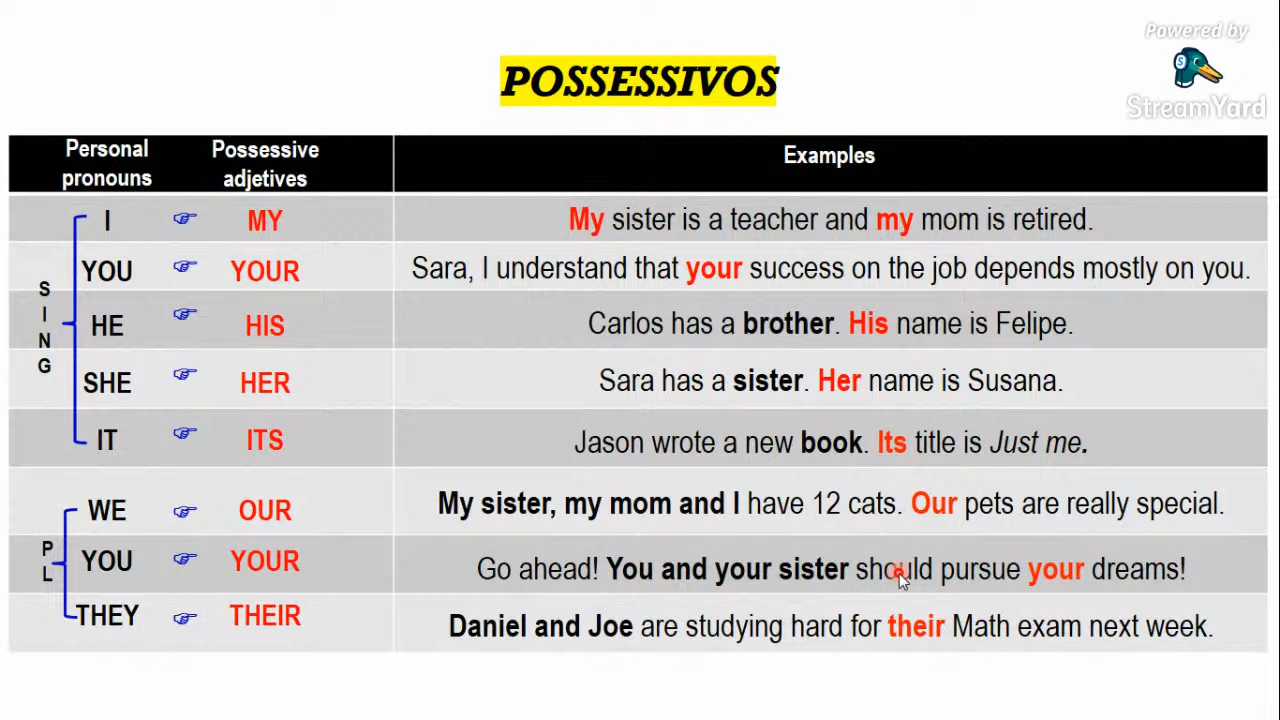 Powered by
StreamYard
POSSESSIVOS
Personal pronouns
Possessive adjetives
Examples
SING
I ☞ MY My sister is a teacher and my mom is retired.
YOU ☞ YOUR Sara, I understand that your success on the job depends mostly on you.
HE ☞ HIS Carlos has a brother. His name is Felipe.
SHE ☞ HER Sara has a sister. Her name is Susana.
IT ☞ ITS Jason wrote a new book. Its title is Just me.
PL
WE ☞ OUR My sister, my mom and I have 12 cats. Our pets are really special.
YOU ☞ YOUR Go ahead! You and your sister should pursue your dreams!
THEY ☞ THEIR Daniel and Joe are studying hard for their Math exam next week.